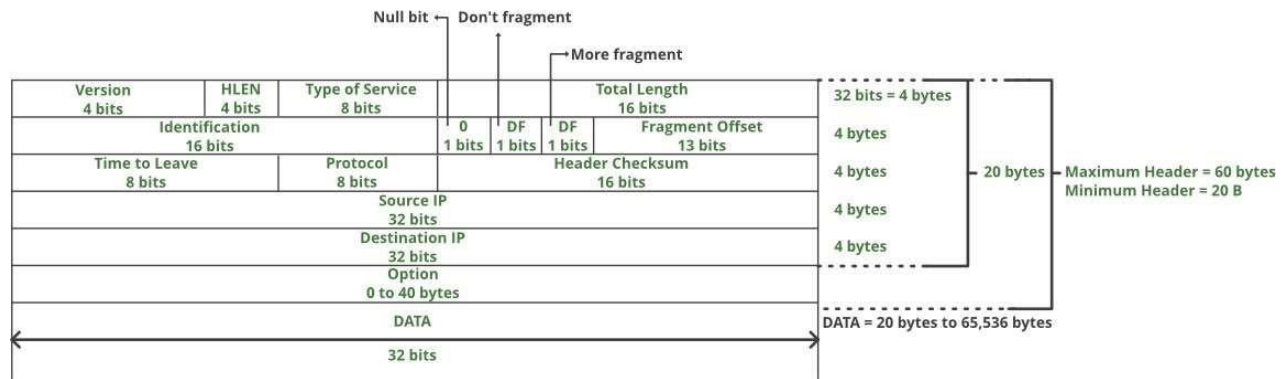 Null bit Don't fragment
More fragment
Version HLEN Type of Service Total Length
4 bits 4 bits 8 bits 16 bits
32 bits = 4 bytes
Identification 0 DF DF Fragment Offset
16 bits 1 bits 1 bits 1 bits 13 bits
4 bytes
Time to Leave Protocol Header Checksum
8 bits 8 bits 16 bits
4 bytes
20 bytes
Maximum Header = 60 bytes
Minimum Header = 20 B
Source IP
32 bits
4 bytes
Destination IP
32 bits
4 bytes
Option
0 to 40 bytes
DATA
DATA = 20 bytes to 65,536 bytes
32 bits